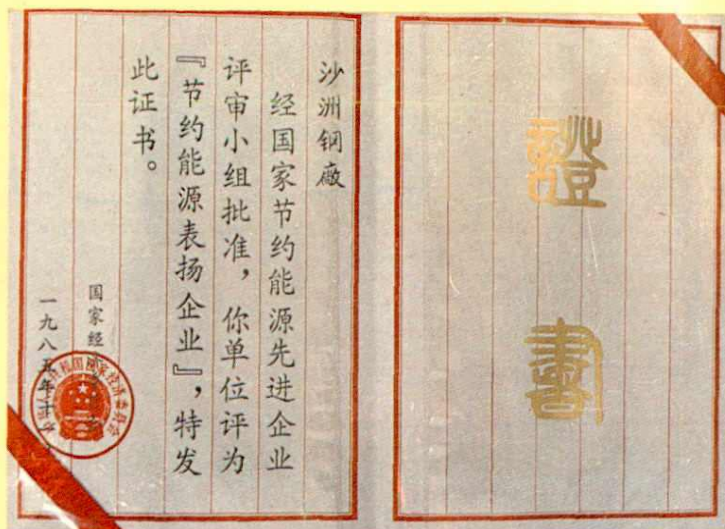 證書
沙洲钢廠
经国家节约能源先进企业
评审小组批准，你单位评为
『节约能源表扬企业』，特发
此证书。
国家经
一九八五年十